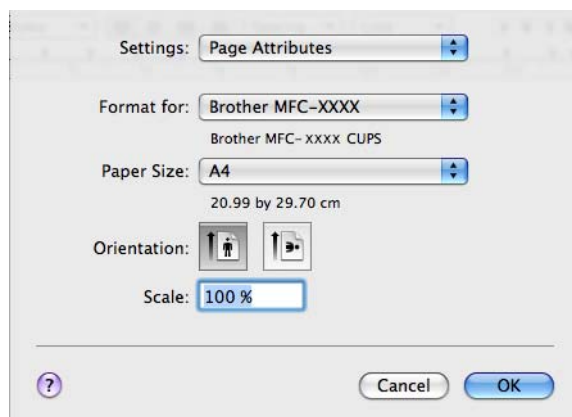 Settings: Page Attributes
Format for: Brother MFC-XXXX
Brother MFC-XXXX CUPS
Paper Size: A4
20.99 by 29.70 cm
Orientation:
Scale: 100 %
? Cancel OK